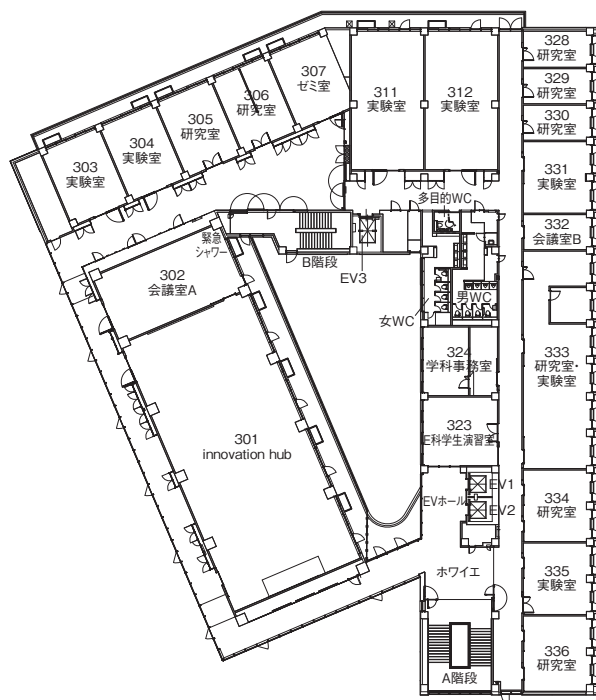 328
研究室
329
研究室
330
研究室
331
実験室
332
会議室B
333
研究室・
実験室
334
研究室
335
実験室
336
研究室
311
実験室
312
実験室
307
ゼミ室
306
研究室
305
研究室
304
実験室
303
実験室
多目的WC
緊急
シャワー
B階段
EV3
302
会議室A
女WC
男WC
324
学科事務室
323
E科学生演習室
301
innovation hub
EVホール
EV1
EV2
ホワイエ
A階段